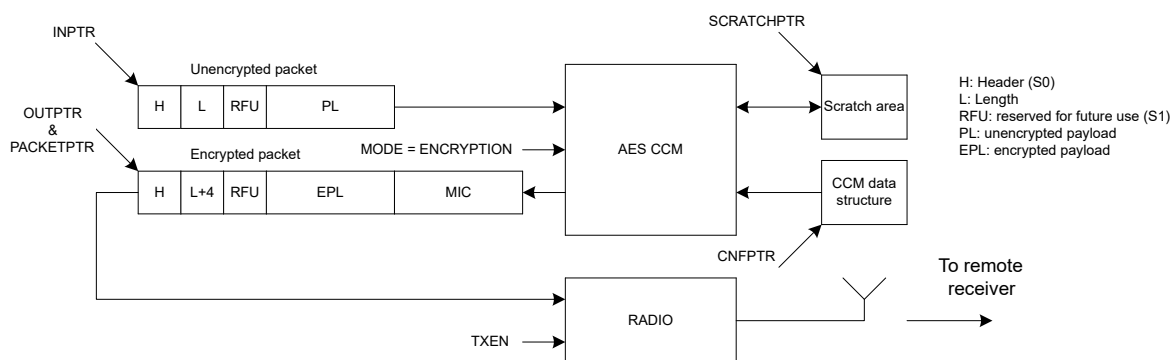 SCRATCHPTR
INPTR
Unencrypted packet
H L RFU PL
Scratch area
H: Header (S0)
L: Length
RFU: reserved for future use (S1)
PL: unencrypted payload
EPL: encrypted payload
OUTPTR
&
PACKETPTR
MODE = ENCRYPTION
AES CCM
Encrypted packet
H L+4 RFU EPL MIC
CCM data
structure
CNFPTR
To remote
receiver
RADIO
TXEN